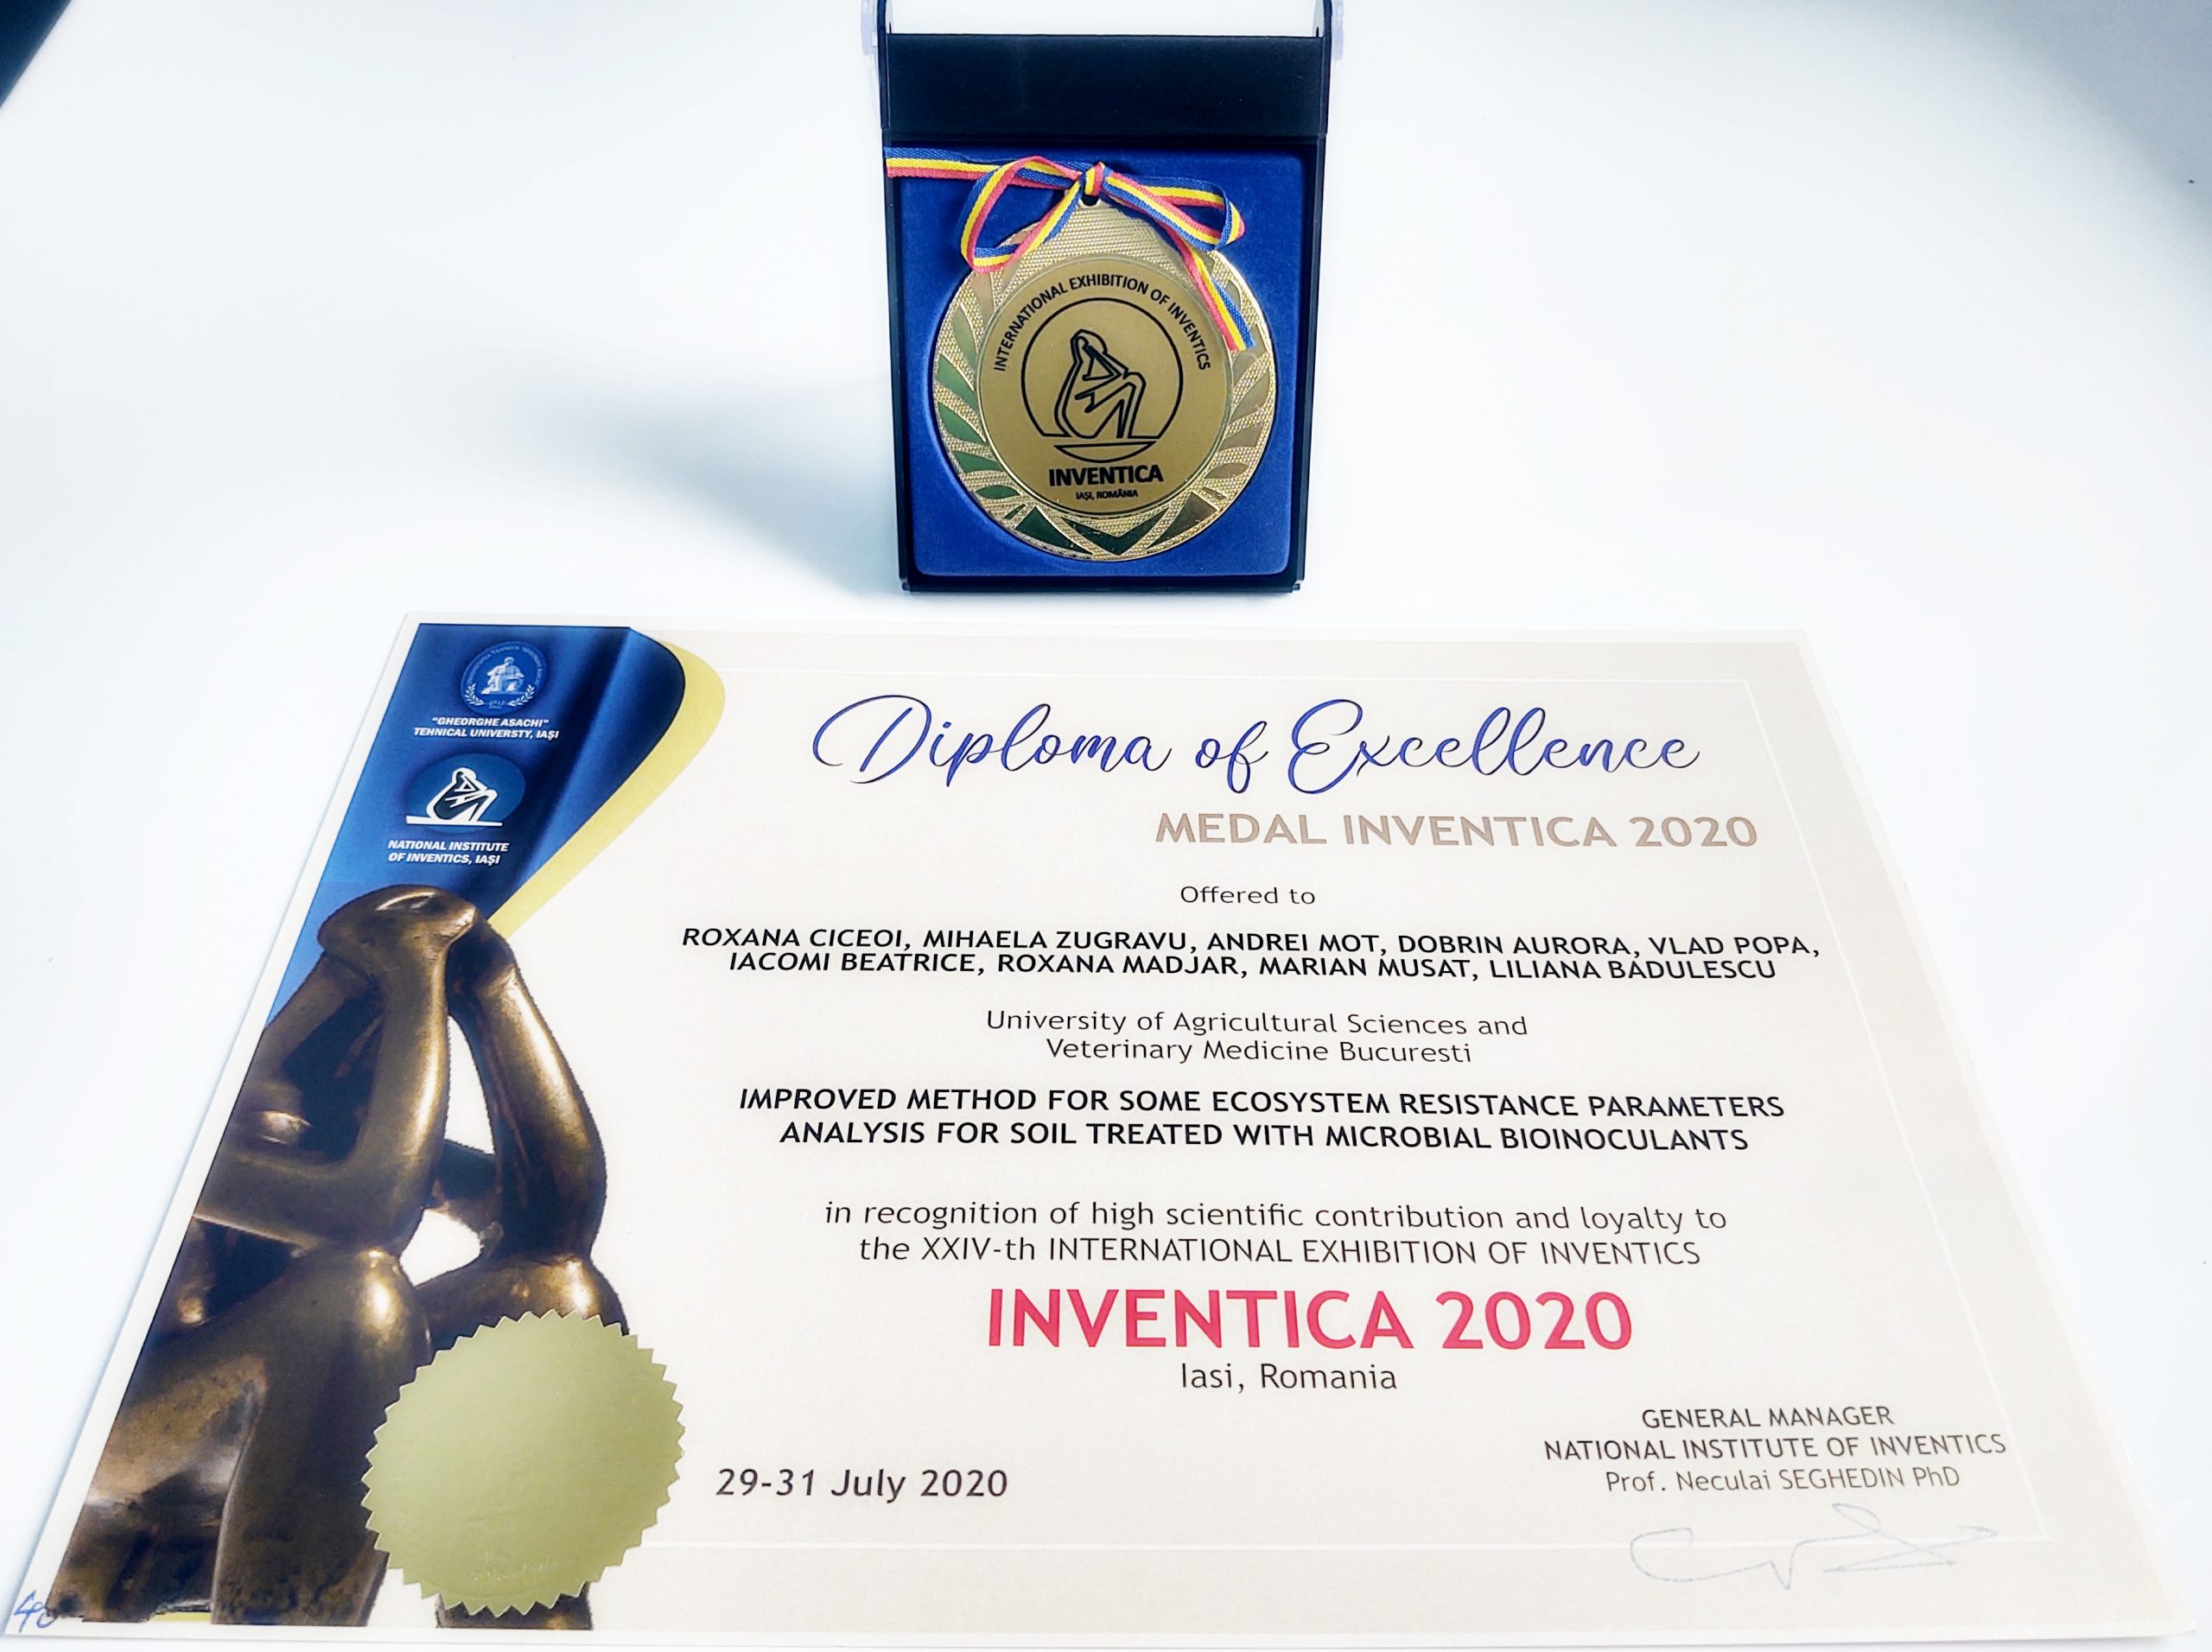 INTERNATIONAL EXHIBITION OF INVENTICS
INVENTICA
IAȘI, ROMÂNIA
"GHEORGHE ASACHI"
TEHNICAL UNIVERSTY, IAȘI
NATIONAL INSTITUTE
OF INVENTICS, IAȘI
Diploma of Excellence
MEDAL INVENTICA 2020
Offered to
ROXANA CICEOI, MIHAELA ZUGRAVU, ANDREI MOT, DOBRIN AURORA, VLAD POPA,
IACOMI BEATRICE, ROXANA MADJAR, MARIAN MUSAT, LILIANA BADULESCU
University of Agricultural Sciences and
Veterinary Medicine Bucuresti
IMPROVED METHOD FOR SOME ECOSYSTEM RESISTANCE PARAMETERS
ANALYSIS FOR SOIL TREATED WITH MICROBIAL BIOINOCULANTS
in recognition of high scientific contribution and loyalty to
the XXIV-th INTERNATIONAL EXHIBITION OF INVENTICS
INVENTICA 2020
Iasi, Romania
29-31 July 2020
GENERAL MANAGER
NATIONAL INSTITUTE OF INVENTICS
Prof. Neculai SEGHEDIN PhD